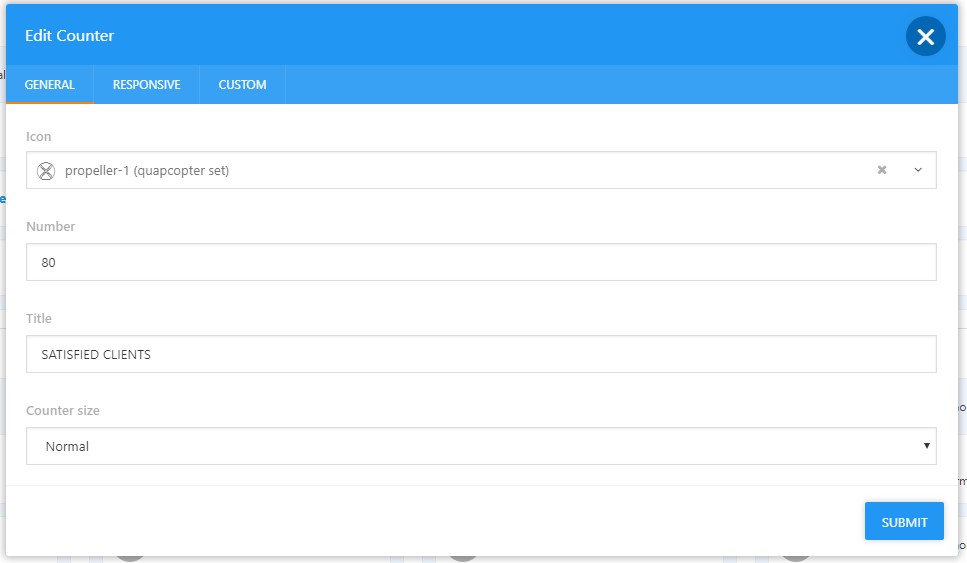 Edit Counter
GENERAL RESPONSIVE CUSTOM
Icon
propeller-1 (quapcopter set)
Number
80
Title
SATISFIED CLIENTS
Counter size
Normal
SUBMIT